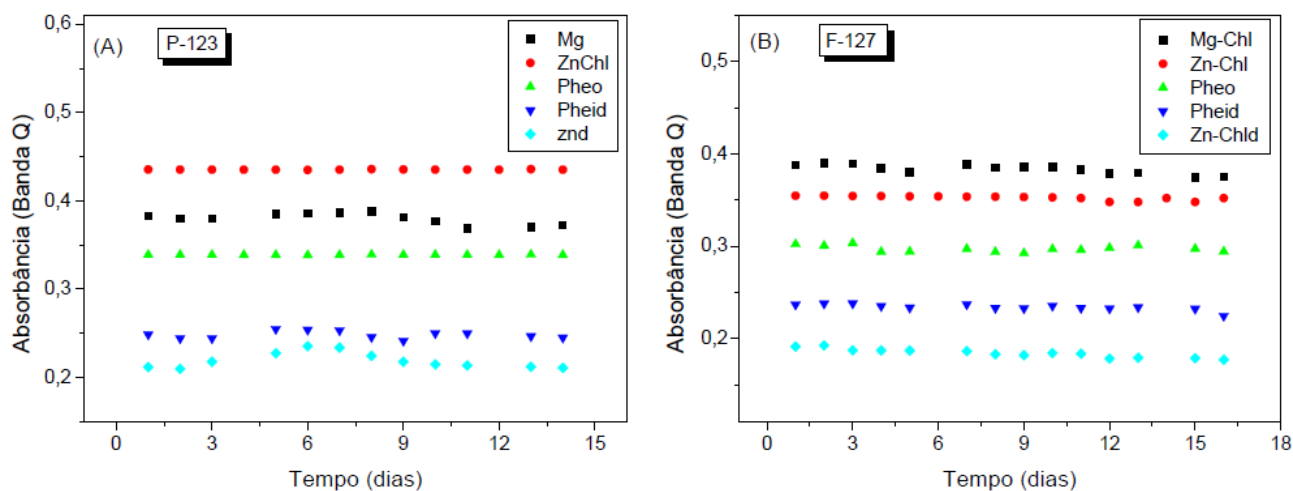 (A)
P-123
Mg
ZnChl
Pheo
Pheid
znd
Absorbância (Banda Q)
0,6
0,5
0,4
0,3
0,2
0 3 6 9 12 15
Tempo (dias)
(B)
F-127
Mg-Chl
Zn-Chl
Pheo
Pheid
Zn-Chld
Absorbância (Banda Q)
0,5
0,4
0,3
0,2
0 3 6 9 12 15 18
Tempo (dias)